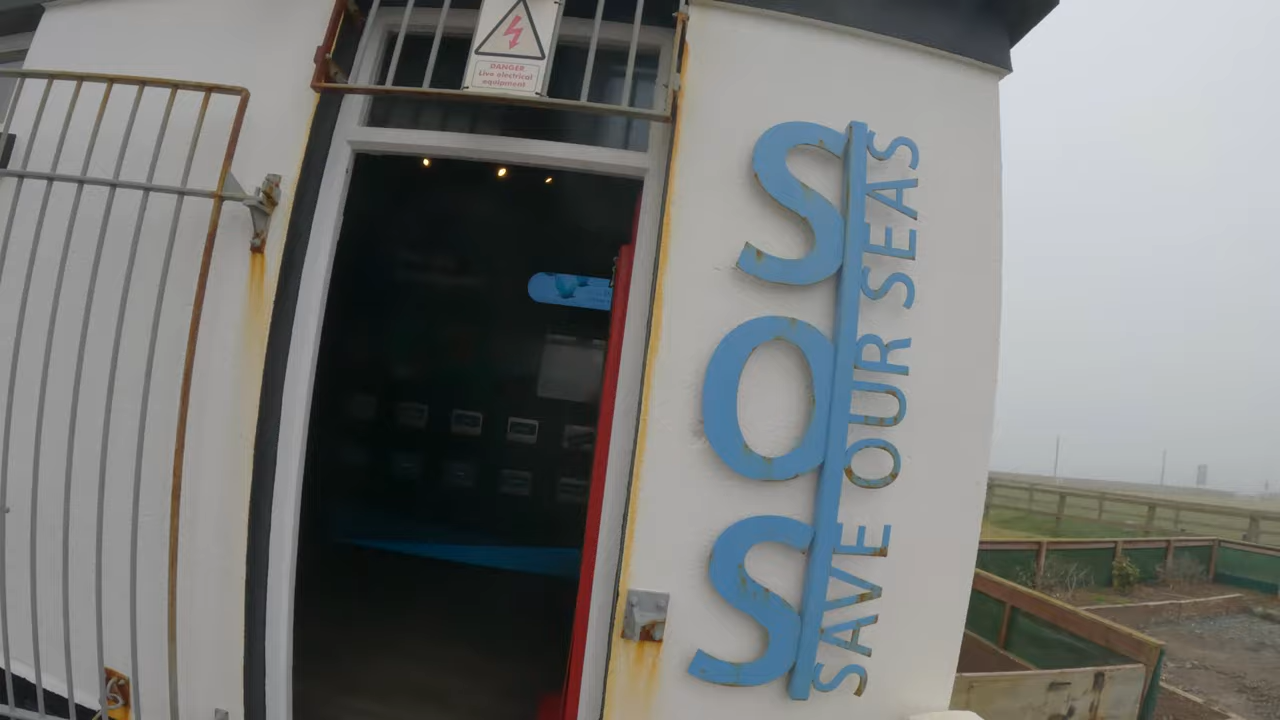 DANGER
Live electrical
equipment
SOS
SAVE OUR SEAS